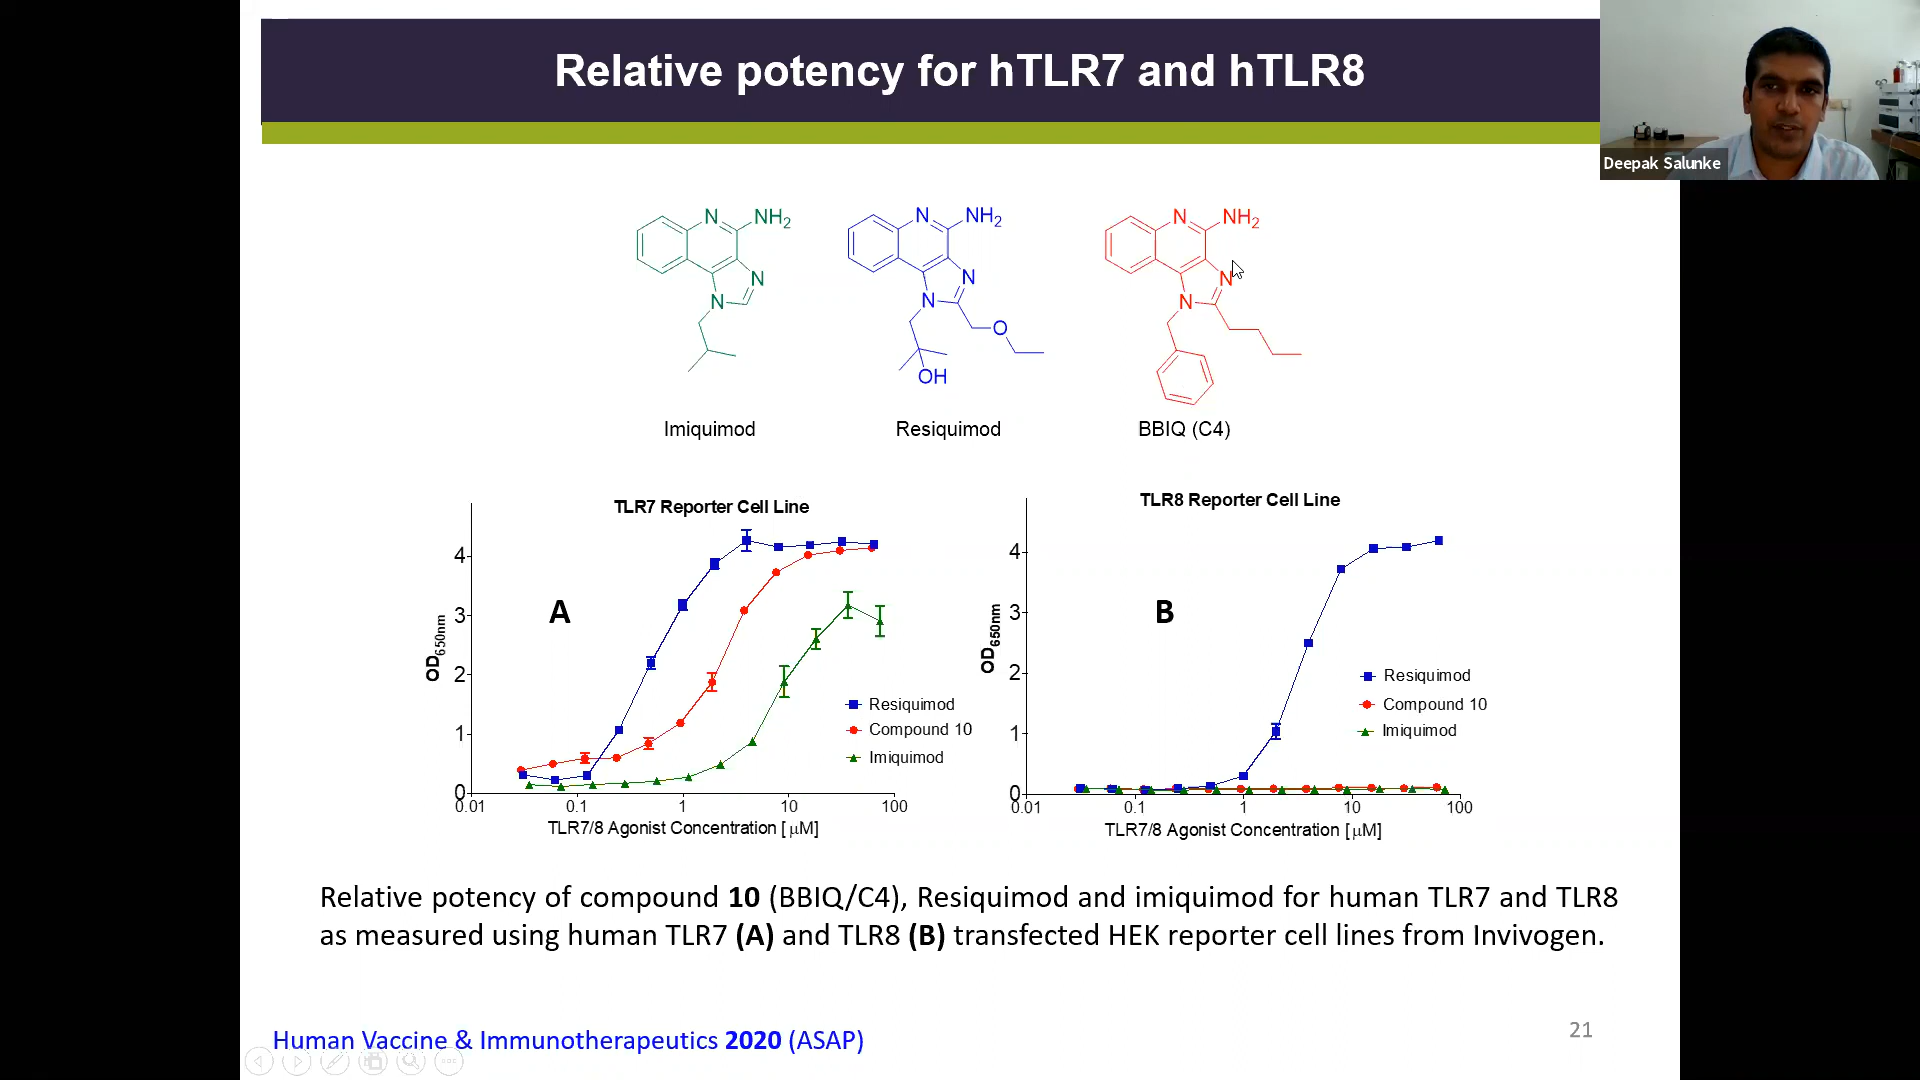 Relative potency for hTLR7 and hTLR8
Deepak Salunke
N NH2
N
N
Imiquimod
N NH2
N
N
O
OH
Resiquimod
N NH2
N
N
BBIQ (C4)
TLR7 Reporter Cell Line
A
OD650nm
4
3
2
1
0
0.01 0.1 1 10 100
TLR7/8 Agonist Concentration [ μM]
Resiquimod
Compound 10
Imiquimod
TLR8 Reporter Cell Line
B
OD650nm
4
3
2
1
0
0.01 0.1 1 10 100
TLR7/8 Agonist Concentration [ μM]
Resiquimod
Compound 10
Imiquimod
Relative potency of compound 10 (BBIQ/C4), Resiquimod and imiquimod for human TLR7 and TLR8
as measured using human TLR7 (A) and TLR8 (B) transfected HEK reporter cell lines from Invivogen.
Human Vaccine & Immunotherapeutics 2020 (ASAP)
21